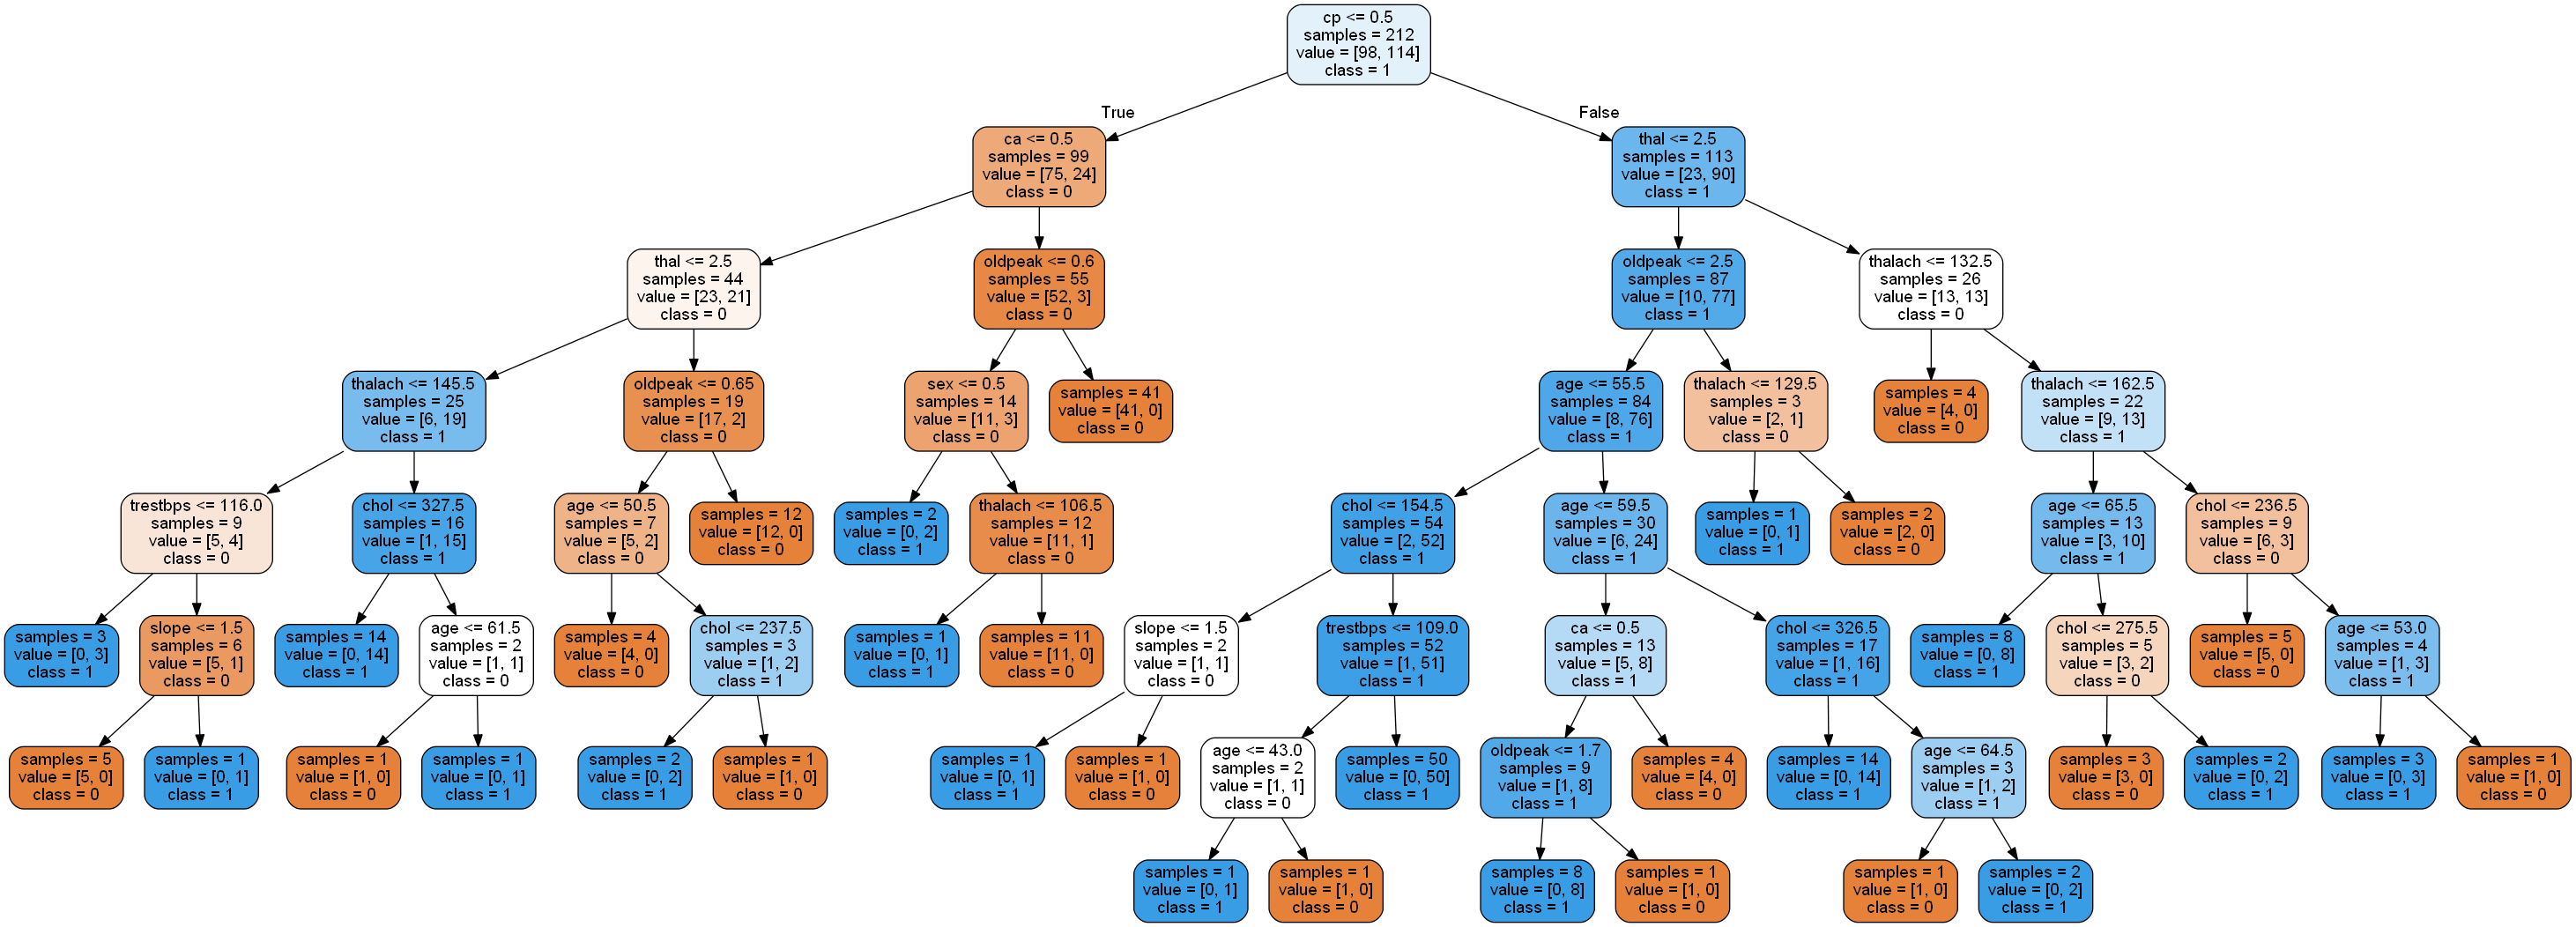 cp <= 0.5
samples = 212
value = [98, 114]
class = 1
True
False
ca <= 0.5
samples = 99
value = [75, 24]
class = 0
thal <= 2.5
samples = 113
value = [23, 90]
class = 1
thal <= 2.5
samples = 44
value = [23, 21]
class = 0
oldpeak <= 0.6
samples = 55
value = [52, 3]
class = 0
oldpeak <= 2.5
samples = 87
value = [10, 77]
class = 1
thalach <= 132.5
samples = 26
value = [13, 13]
class = 0
thalach <= 145.5
samples = 25
value = [6, 19]
class = 1
oldpeak <= 0.65
samples = 19
value = [17, 2]
class = 0
sex <= 0.5
samples = 14
value = [11, 3]
class = 0
samples = 41
value = [41, 0]
class = 0
age <= 55.5
samples = 84
value = [8, 76]
class = 1
thalach <= 129.5
samples = 3
value = [2, 1]
class = 0
samples = 4
value = [4, 0]
class = 0
thalach <= 162.5
samples = 22
value = [9, 13]
class = 1
trestbps <= 116.0
samples = 9
value = [5, 4]
class = 0
chol <= 327.5
samples = 16
value = [1, 15]
class = 1
age <= 50.5
samples = 7
value = [5, 2]
class = 0
samples = 12
value = [12, 0]
class = 0
samples = 2
value = [0, 2]
class = 1
thalach <= 106.5
samples = 12
value = [11, 1]
class = 0
chol <= 154.5
samples = 54
value = [2, 52]
class = 1
age <= 59.5
samples = 30
value = [6, 24]
class = 1
samples = 1
value = [0, 1]
class = 1
samples = 2
value = [2, 0]
class = 0
age <= 65.5
samples = 13
value = [3, 10]
class = 1
chol <= 236.5
samples = 9
value = [6, 3]
class = 0
samples = 3
value = [0, 3]
class = 1
slope <= 1.5
samples = 6
value = [5, 1]
class = 0
samples = 14
value = [0, 14]
class = 1
age <= 61.5
samples = 2
value = [1, 1]
class = 0
samples = 4
value = [4, 0]
class = 0
chol <= 237.5
samples = 3
value = [1, 2]
class = 1
samples = 1
value = [0, 1]
class = 1
samples = 11
value = [11, 0]
class = 0
slope <= 1.5
samples = 2
value = [1, 1]
class = 0
trestbps <= 109.0
samples = 52
value = [1, 51]
class = 1
ca <= 0.5
samples = 13
value = [5, 8]
class = 1
chol <= 326.5
samples = 17
value = [1, 16]
class = 1
samples = 8
value = [0, 8]
class = 1
chol <= 275.5
samples = 5
value = [3, 2]
class = 0
samples = 5
value = [5, 0]
class = 0
age <= 53.0
samples = 4
value = [1, 3]
class = 1
samples = 5
value = [5, 0]
class = 0
samples = 1
value = [0, 1]
class = 1
samples = 1
value = [1, 0]
class = 0
samples = 1
value = [0, 1]
class = 1
samples = 2
value = [0, 2]
class = 1
samples = 1
value = [1, 0]
class = 0
samples = 1
value = [0, 1]
class = 1
samples = 1
value = [1, 0]
class = 0
age <= 43.0
samples = 2
value = [1, 1]
class = 0
samples = 50
value = [0, 50]
class = 1
oldpeak <= 1.7
samples = 9
value = [1, 8]
class = 1
samples = 4
value = [4, 0]
class = 0
samples = 14
value = [0, 14]
class = 1
age <= 64.5
samples = 3
value = [1, 2]
class = 1
samples = 3
value = [3, 0]
class = 0
samples = 2
value = [0, 2]
class = 1
samples = 3
value = [0, 3]
class = 1
samples = 1
value = [1, 0]
class = 0
samples = 1
value = [0, 1]
class = 1
samples = 1
value = [1, 0]
class = 0
samples = 8
value = [0, 8]
class = 1
samples = 1
value = [1, 0]
class = 0
samples = 1
value = [1, 0]
class = 0
samples = 2
value = [0, 2]
class = 1